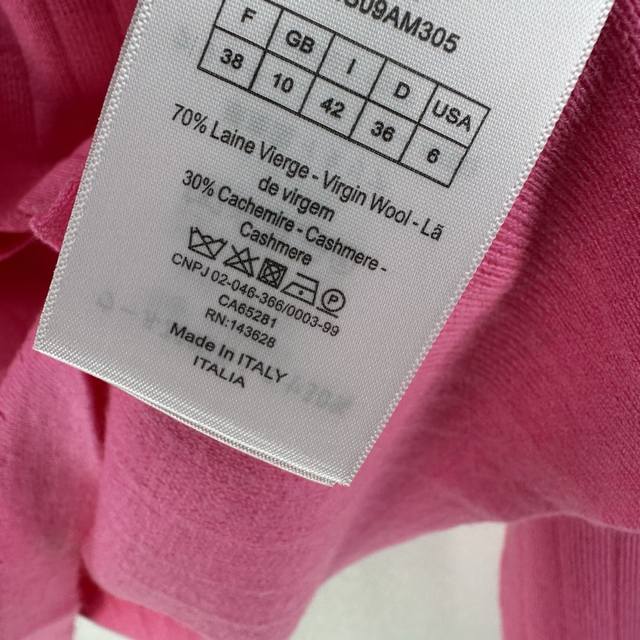 S09AM305
F GB I D USA
38 10 42 36 6
70% Laine Vierge - Virgin Wool - Lã
de virgem
30% Cachemire - Cashmere -
Cashmere
CNPJ 02-046-366/0003-99
CA65281
RN:143628
Made In ITALY
ITALIA